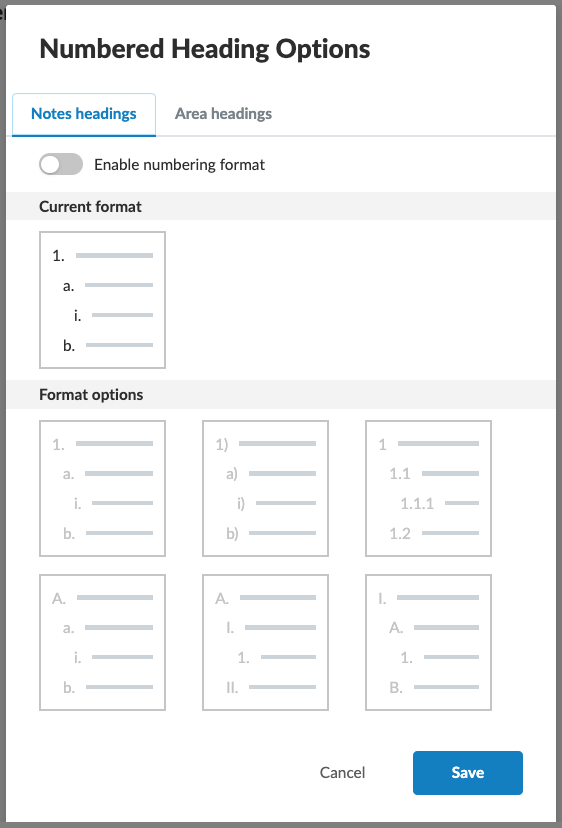 Numbered Heading Options
Notes headings Area headings
Enable numbering format
Current format
1.
a.
i.
b.
Format options
1. 1) 1
a. a) 1.1
i. i) 1.1.1
b. b) 1.2
A. A. I.
a. I. A.
i. 1. 1.
b. II. B.
Cancel Save